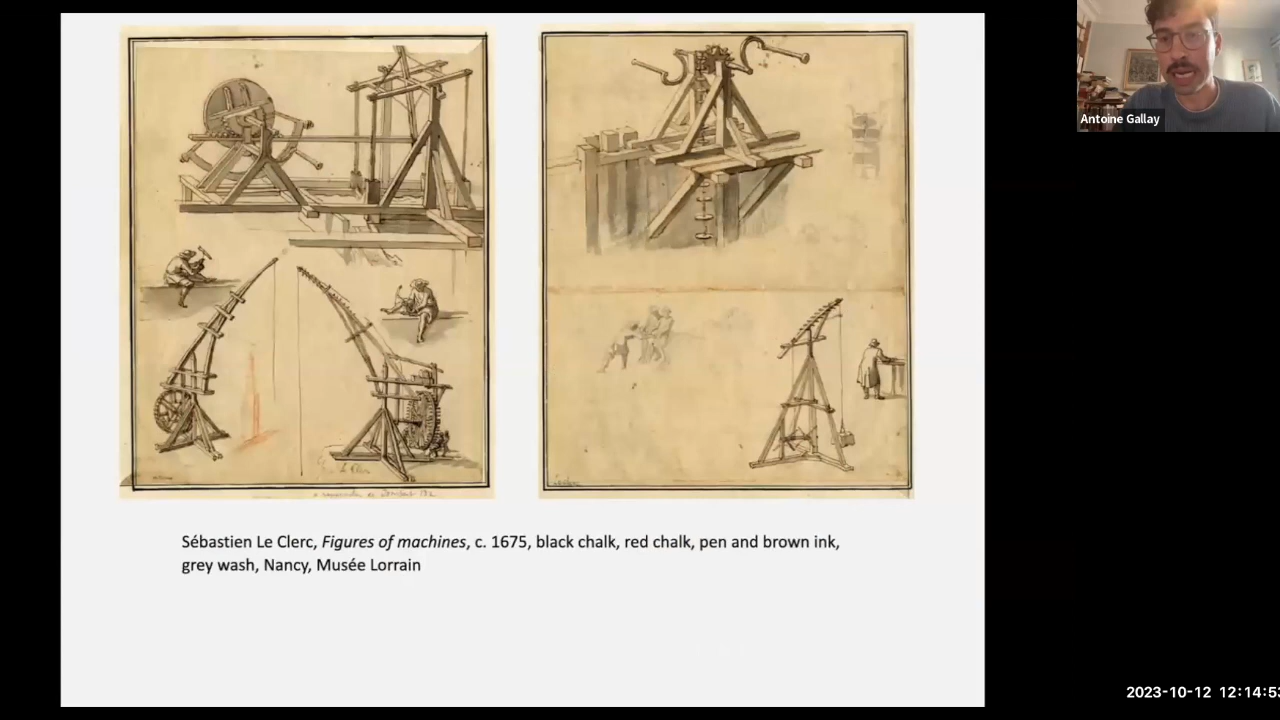 Antoine Gallay
Sébastien Le Clerc, Figures of machines, c. 1675, black chalk, red chalk, pen and brown ink,
grey wash, Nancy, Musée Lorrain
2023-10-12 12:14:53